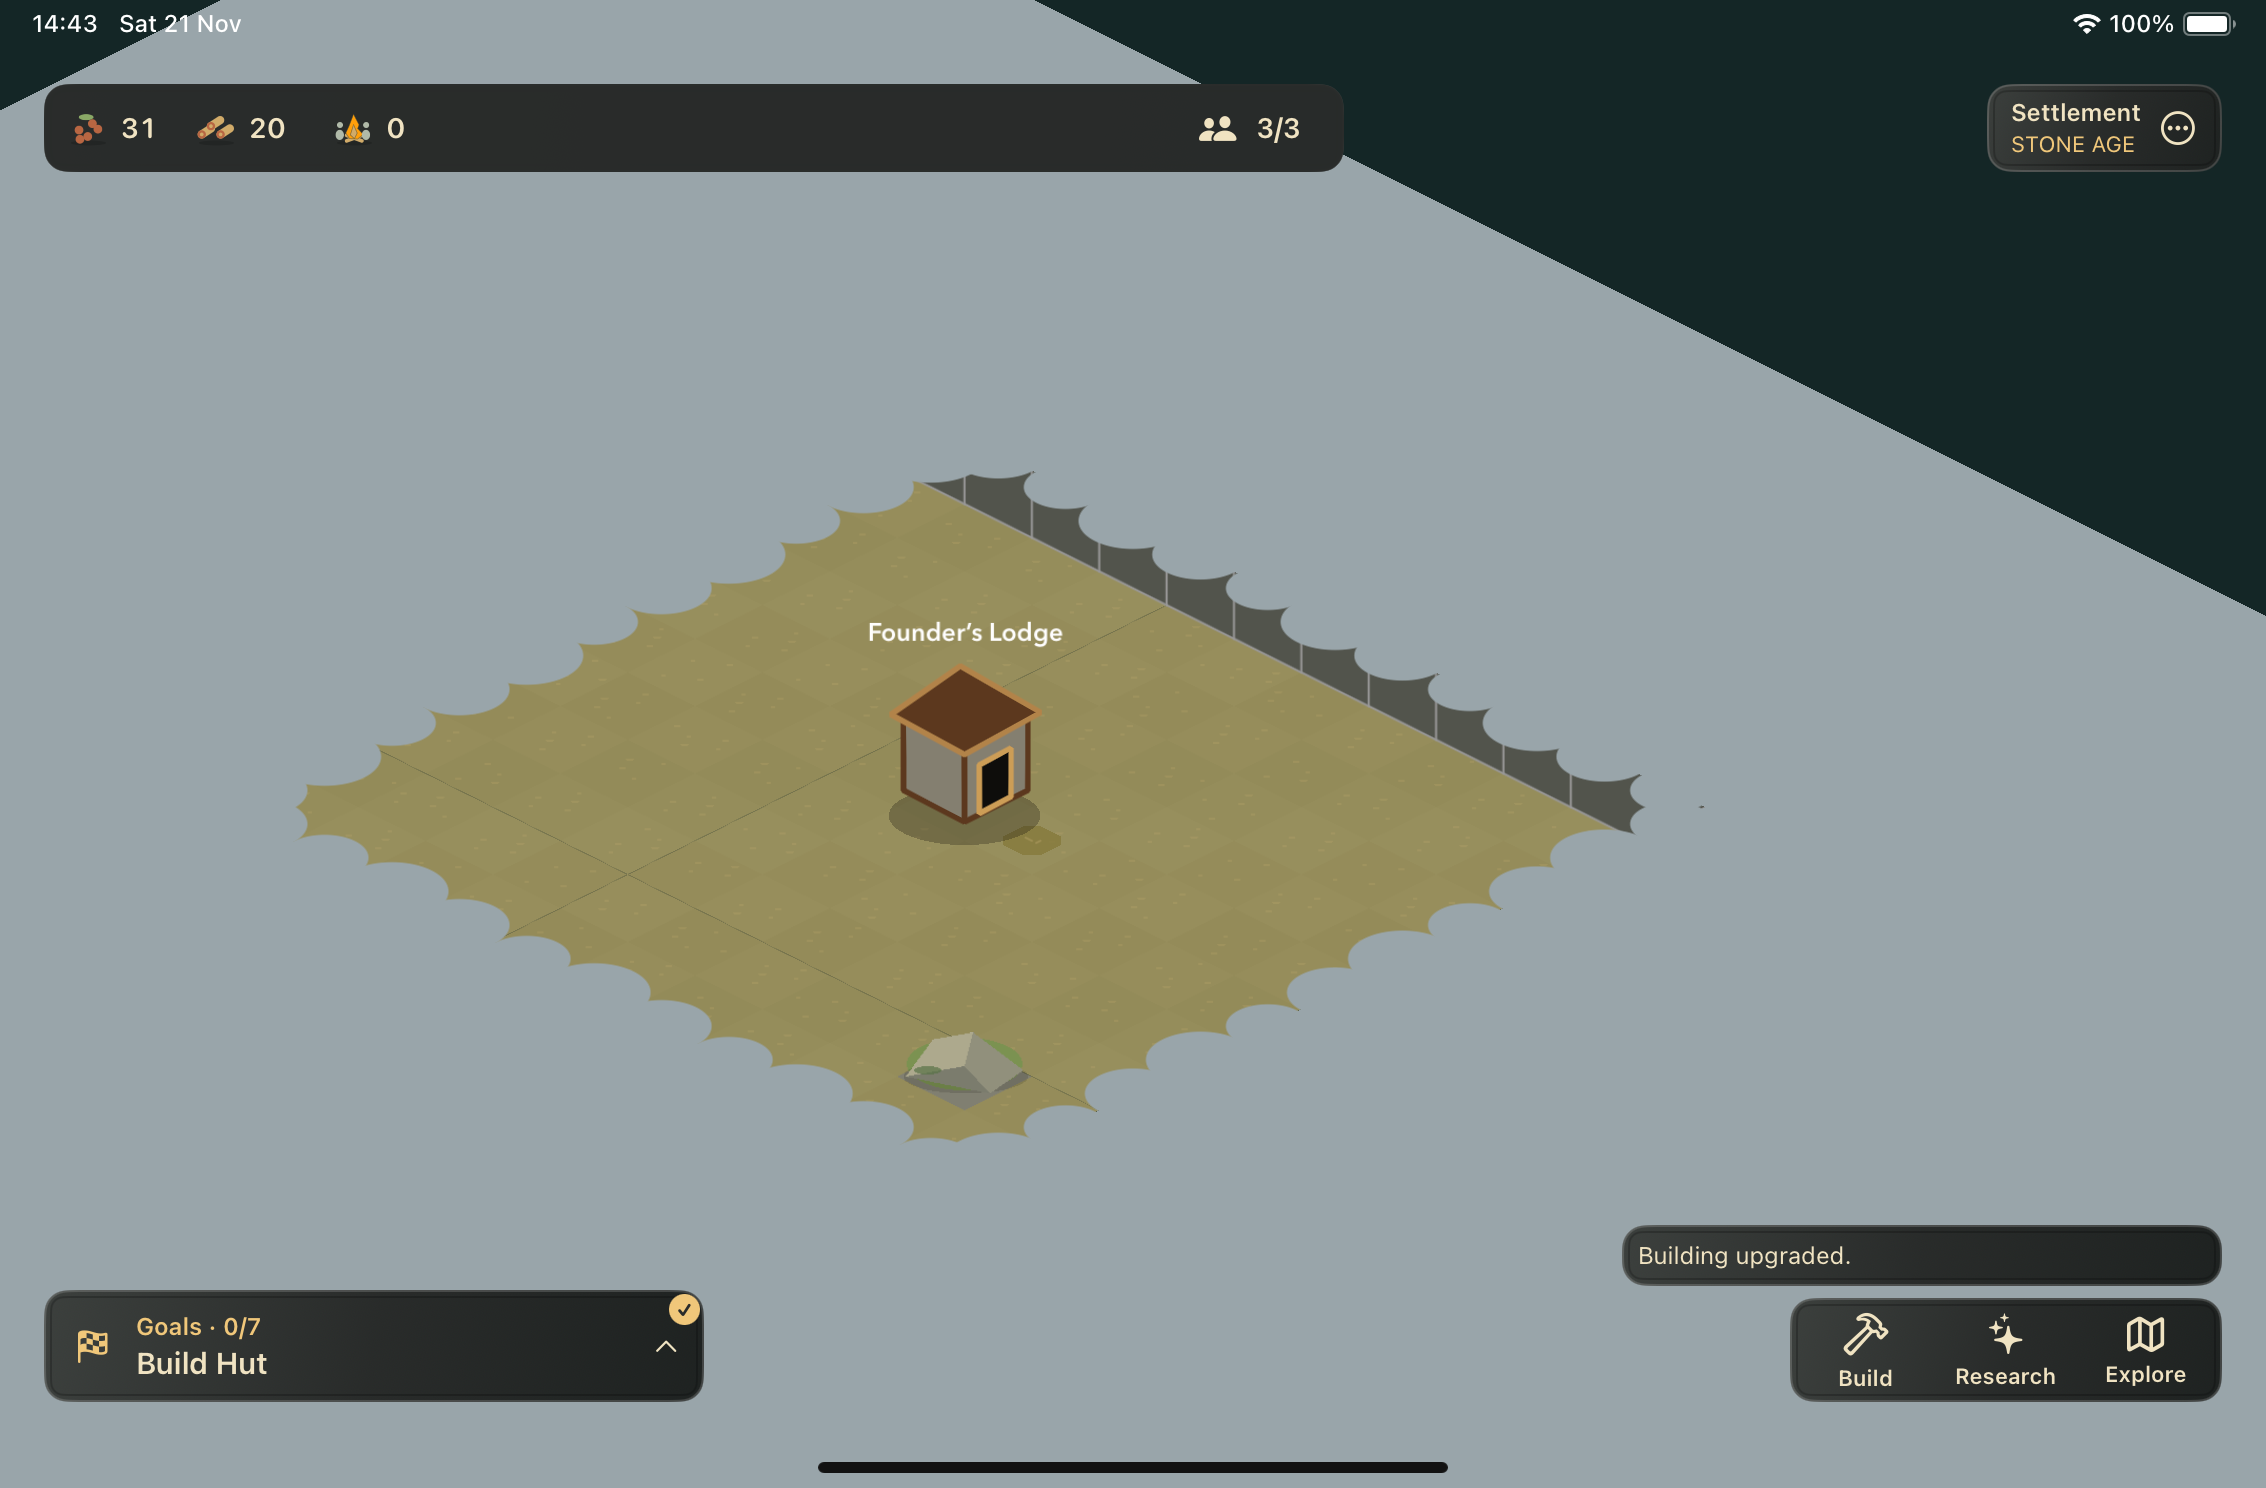 14:43 Sat 21 Nov
100%
31 20 0 3/3
Settlement
STONE AGE
Founder’s Lodge
Building upgraded.
Goals · 0/7
Build Hut
Build Research Explore